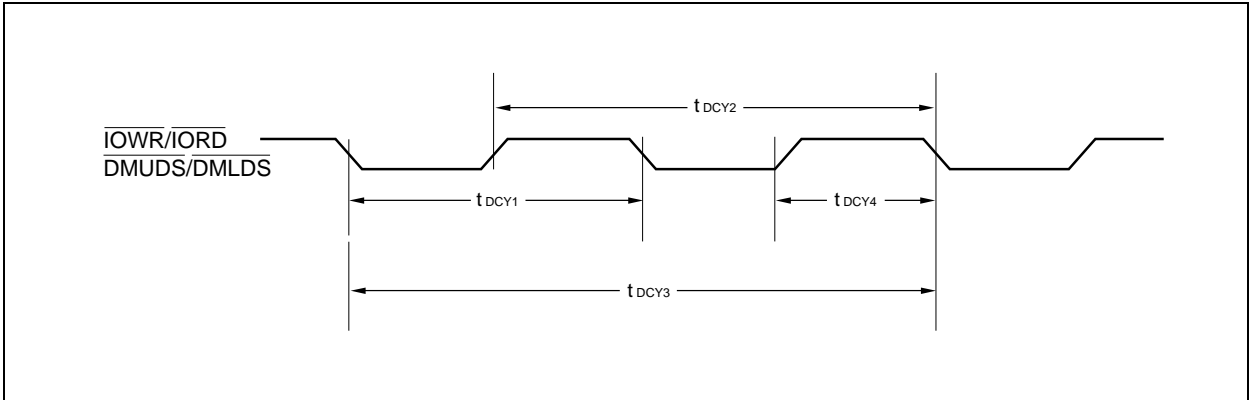 t DCY2
IOWR/IORD
DMUDS/DMLDS
t DCY1
t DCY4
t DCY3